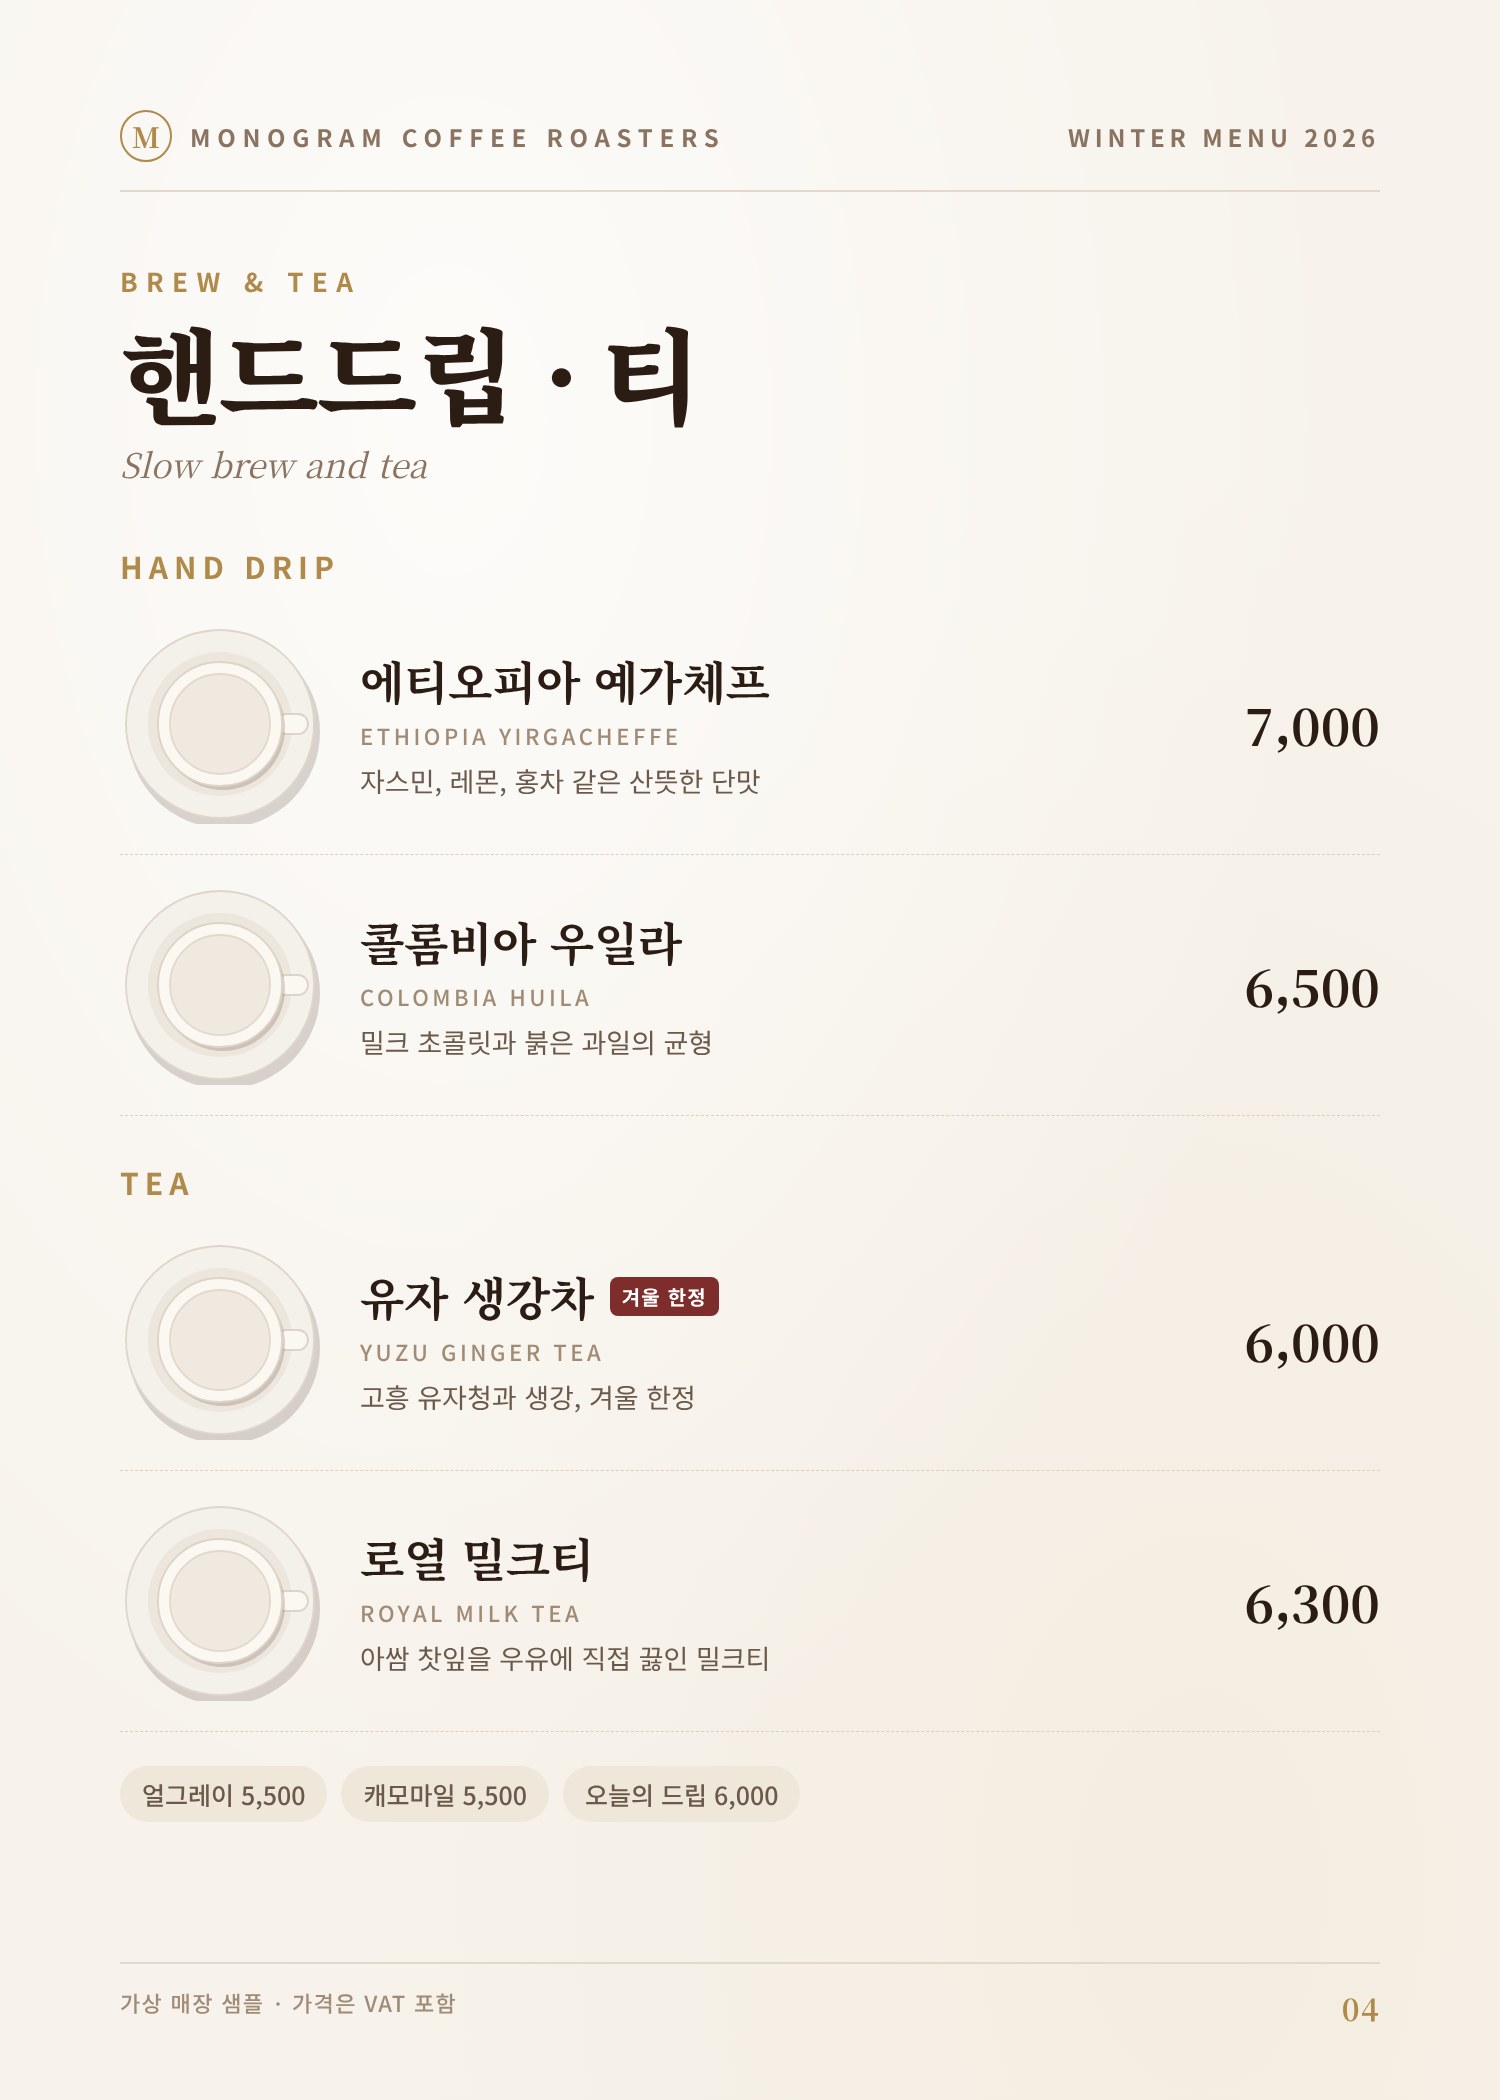 M MONOGRAM COFFEE ROASTERS
WINTER MENU 2026
BREW & TEA
핸드드립 · 티
Slow brew and tea
HAND DRIP
에티오피아 예가체프
ETHIOPIA YIRGACHEFFE
자스민, 레몬, 홍차 같은 산뜻한 단맛
7,000
콜롬비아 우일라
COLOMBIA HUILA
밀크 초콜릿과 붉은 과일의 균형
6,500
TEA
유자 생강차 겨울 한정
YUZU GINGER TEA
고흥 유자청과 생강, 겨울 한정
6,000
로열 밀크티
ROYAL MILK TEA
아쌈 찻잎을 우유에 직접 끓인 밀크티
6,300
얼그레이 5,500
캐모마일 5,500
오늘의 드립 6,000
가상 매장 샘플 · 가격은 VAT 포함
04